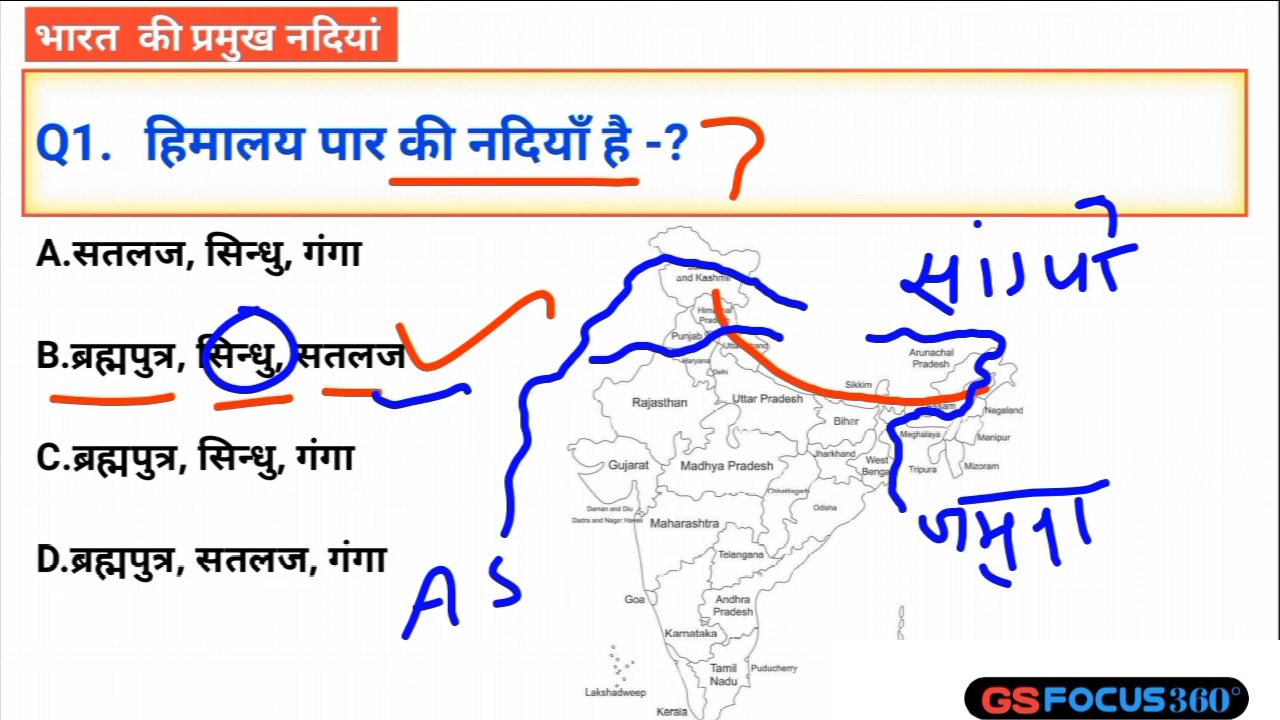 भारत की प्रमुख नदियां
Q1. हिमालय पार की नदियाँ है -?
?
A.सतलज, सिन्धु, गंगा
B.ब्रह्मपुत्र, सिन्धु, सतलज
C.ब्रह्मपुत्र, सिन्धु, गंगा
D.ब्रह्मपुत्र, सतलज, गंगा
सांग्पो
and Kashmir
Himachal
Pradesh
Punjab
Uttarakhand
Haryana
Delhi
Arunachal
Pradesh
Sikkim
Rajasthan
Uttar Pradesh
Assam
Nagaland
Bihar
Meghalaya
Manipur
Gujarat
Madhya Pradesh
Jharkhand
West
Bengal
Tripura
Mizoram
Chhattisgarh
Daman and Diu
Dadra and Nagar Haveli
Odisha
Maharashtra
जमुना
Telangana
A S
Goa
Andhra
Pradesh
Karnataka
Tamil
Nadu
Puducherry
Lakshadweep
Kerala
GSFOCUS360°